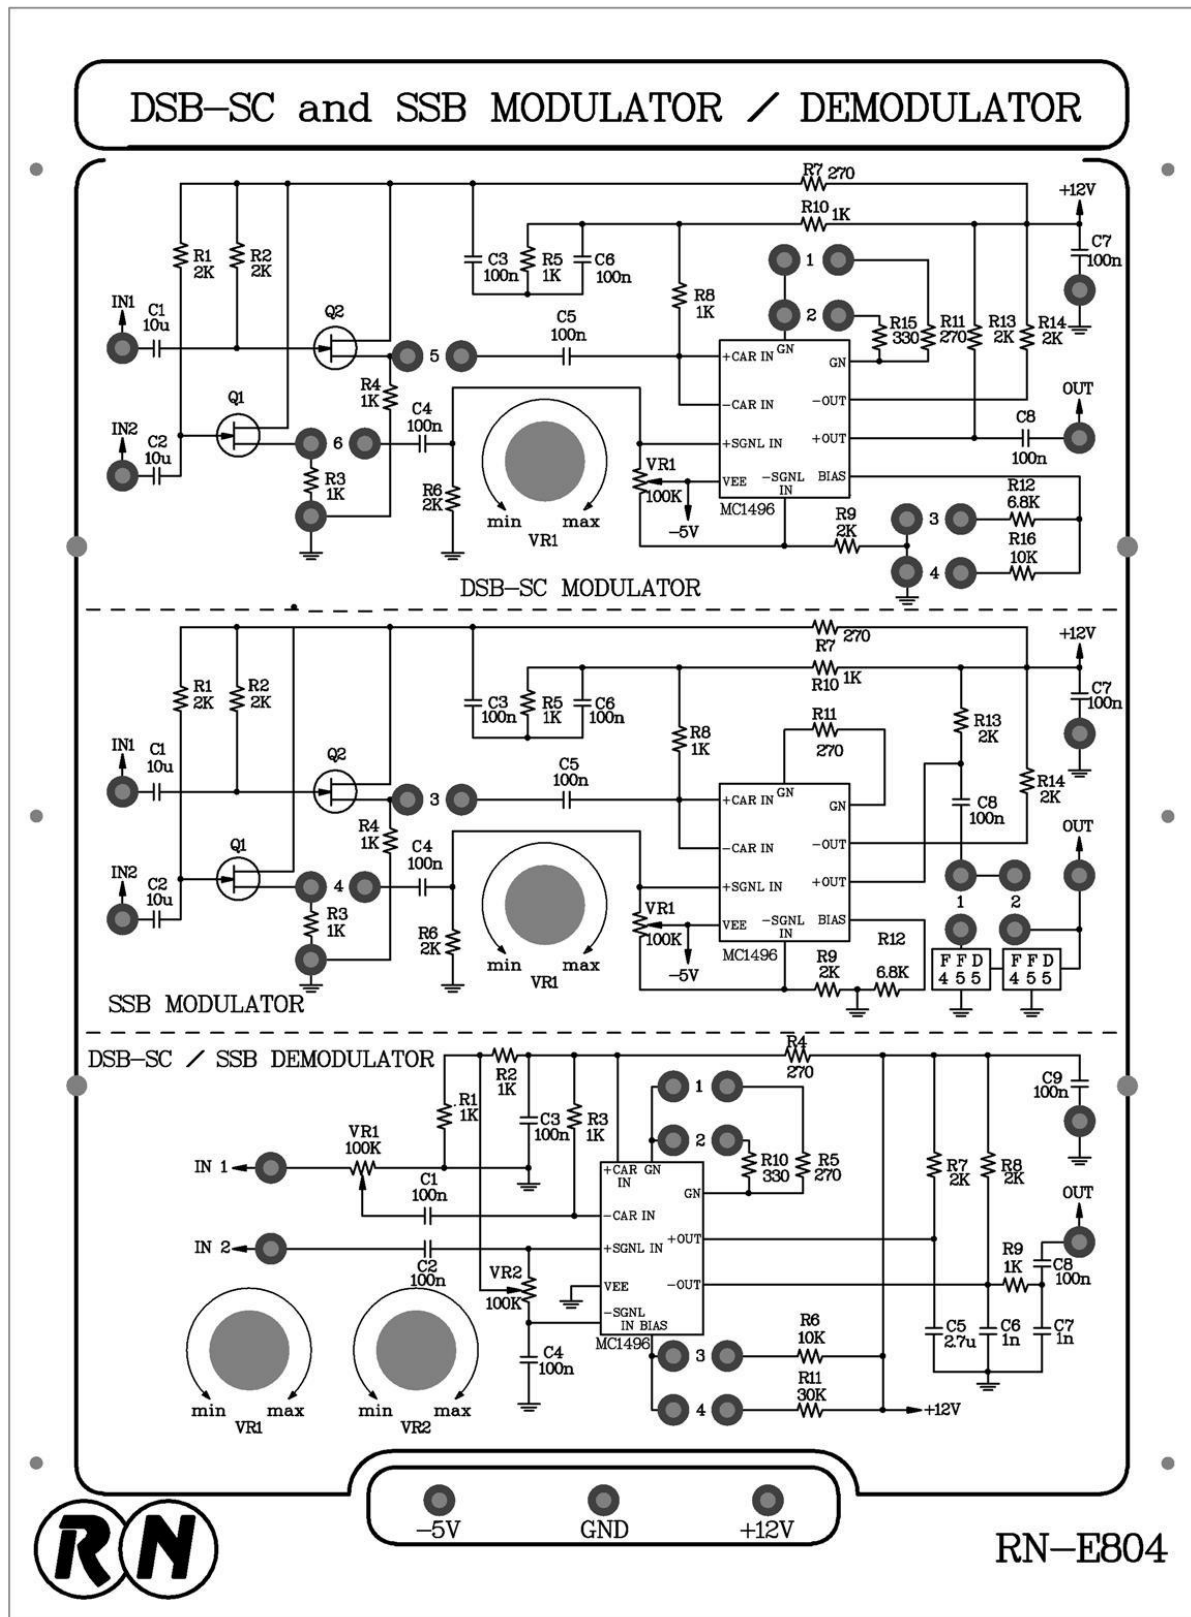 DSB-SC and SSB MODULATOR / DEMODULATOR
R7 270
R10 1K
+12V
R1 2K
R2 2K
C3 100n
R5 1K
C6 100n
R8 1K
1
2
R15 330
R11 270
R13 2K
R14 2K
C7 100n
IN1
C1 10u
Q2
5
C5 100n
+CAR IN
GN
GN
R4 1K
-CAR IN
-OUT
OUT
IN2
C2 10u
Q1
6
C4 100n
+SGNL IN
+OUT
C8 100n
R3 1K
R6 2K
min
max
VR1
VR1 100K
-5V
VEE
-SGNL IN
BIAS
MC1496
R9 2K
3
4
R12 6.8K
R16 10K
DSB-SC MODULATOR
R7 270
R10 1K
+12V
R1 2K
R2 2K
C3 100n
R5 1K
C6 100n
R8 1K
R11 270
R13 2K
R14 2K
C7 100n
IN1
C1 10u
Q2
3
C5 100n
+CAR IN
GN
GN
C8 100n
R4 1K
-CAR IN
-OUT
OUT
IN2
C2 10u
Q1
4
C4 100n
+SGNL IN
+OUT
1
2
R3 1K
R6 2K
min
max
VR1
VR1 100K
-5V
VEE
-SGNL IN
BIAS
MC1496
R9 2K
R12 6.8K
F F D
4 5 5
F F D
4 5 5
SSB MODULATOR
DSB-SC / SSB DEMODULATOR
R4 270
R1 1K
R2 1K
C3 100n
R3 1K
1
2
R10 330
R5 270
R7 2K
R8 2K
C9 100n
VR1 100K
IN 1
C1 100n
+CAR IN
GN
GN
-CAR IN
OUT
IN 2
C2 100n
+SGNL IN
+OUT
VR2 100K
VEE
-OUT
R9 1K
C8 100n
-SGNL IN
BIAS
MC1496
C4 100n
3
4
R6 10K
R11 30K
+12V
C5 2.7u
C6 1n
C7 1n
min
max
VR1
min
max
VR2
-5V
GND
+12V
RN
RN-E804